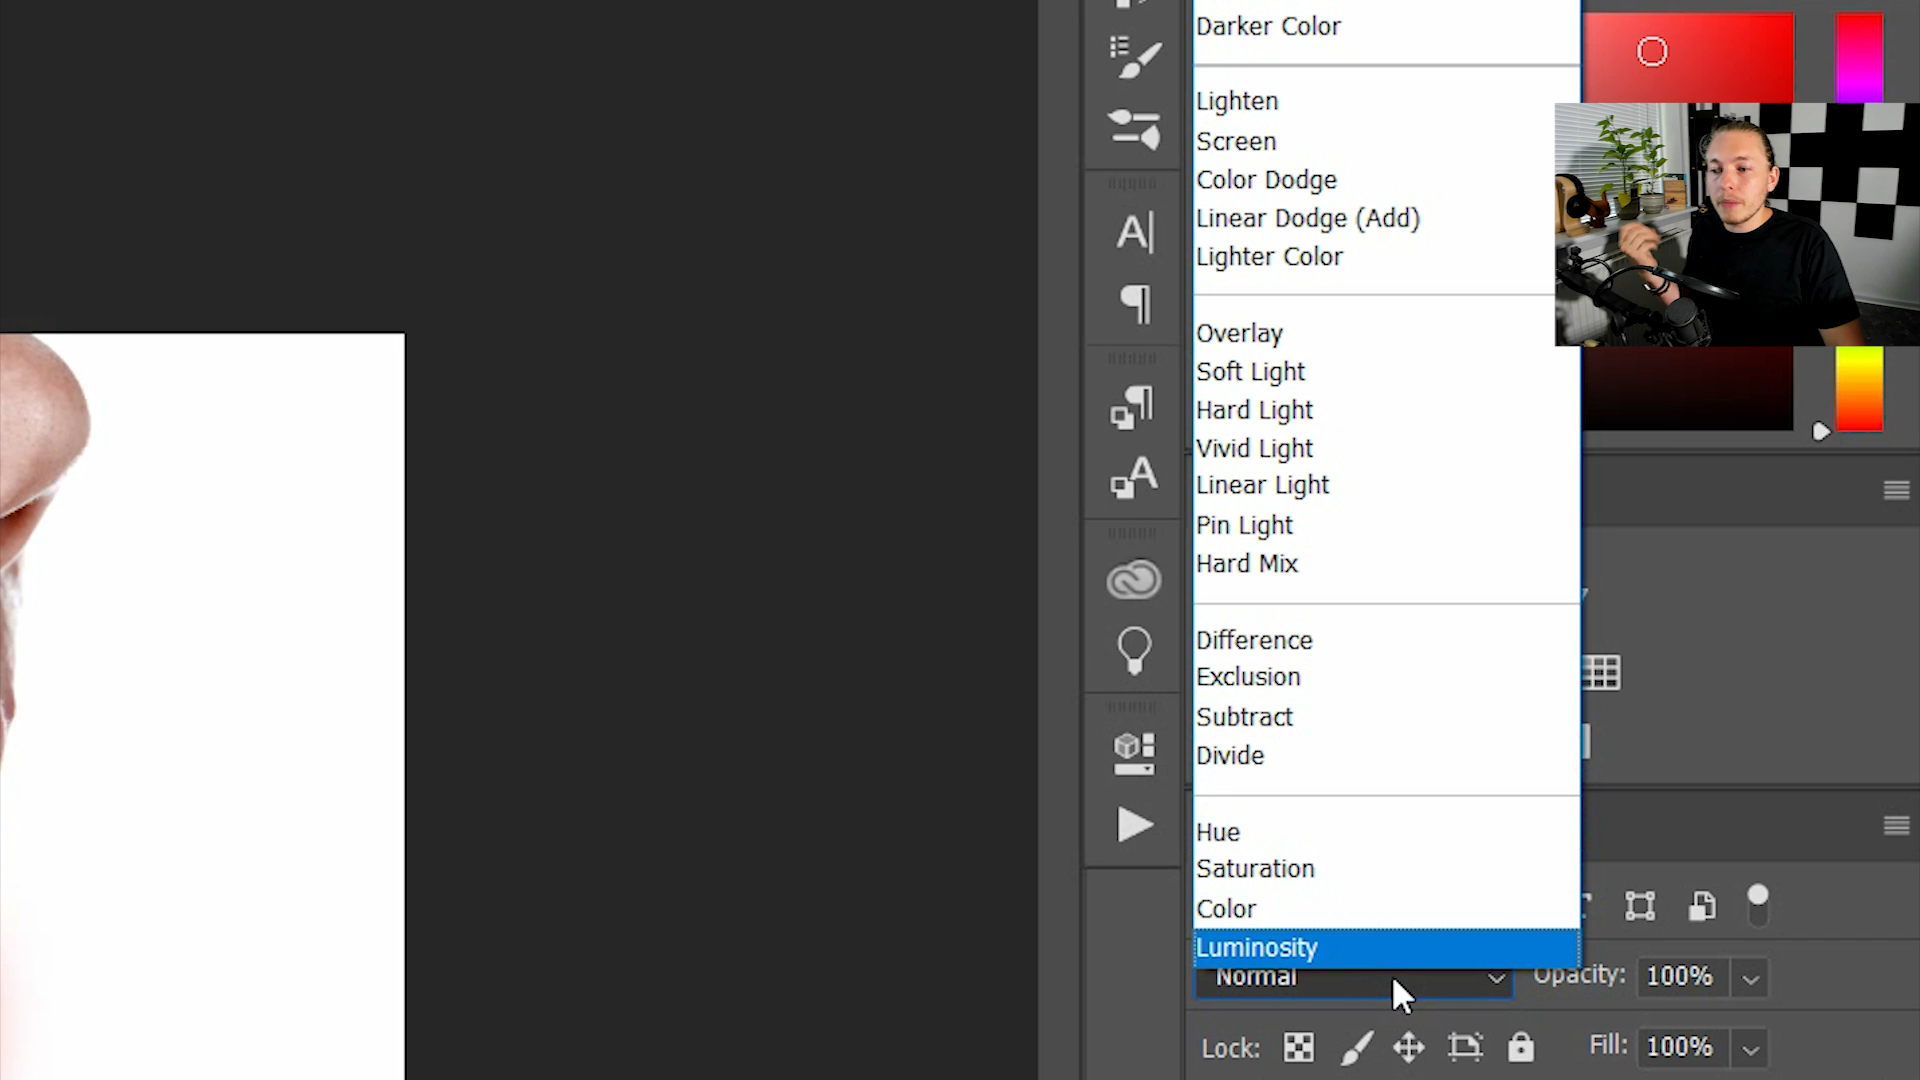 Darker Color
Lighten
Screen
Color Dodge
Linear Dodge (Add)
Lighter Color
Overlay
Soft Light
Hard Light
Vivid Light
Linear Light
Pin Light
Hard Mix
Difference
Exclusion
Subtract
Divide
Hue
Saturation
Color
Luminosity
Normal
Opacity: 100%
Lock:
Fill: 100%